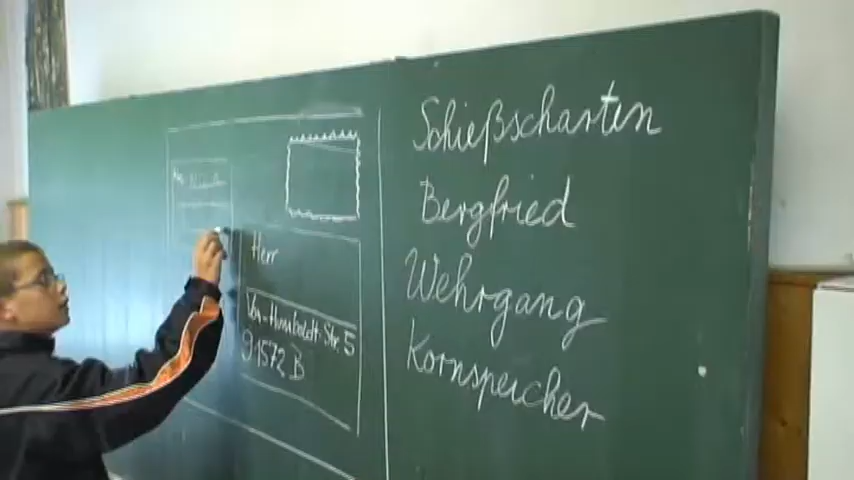 Herr
Von-Humboldt-Str. 5
91572 B
Schießscharten
Bergfried
Wehrgang
Kornspeicher